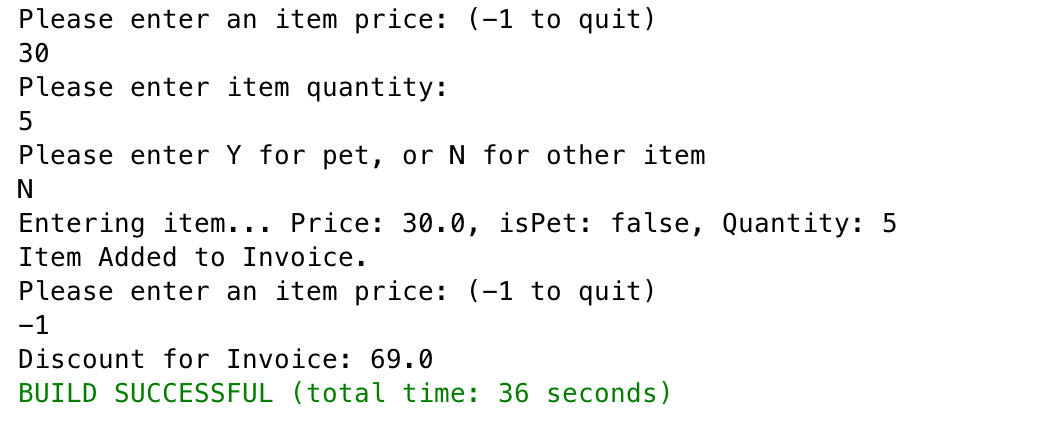 Please enter an item price: (-1 to quit)
30
Please enter item quantity:
5
Please enter Y for pet, or N for other item
N
Entering item... Price: 30.0, isPet: false, Quantity: 5
Item Added to Invoice.
Please enter an item price: (-1 to quit)
-1
Discount for Invoice: 69.0
BUILD SUCCESSFUL (total time: 36 seconds)